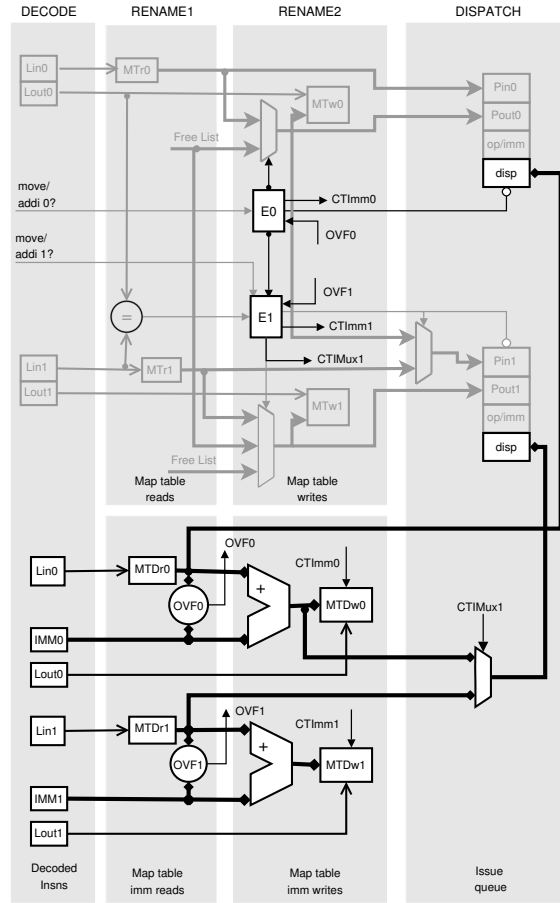 DECODE RENAME1 RENAME2 DISPATCH
Lin0 MTr0 Pin0
Lout0 MTw0 Pout0
Free List op/imm
disp
move/
addi 0?
E0 CTImm0
OVF0
move/
addi 1?
OVF1
= E1 CTImm1
CTIMux1
Lin1 MTr1 Pin1
Lout1 MTw1 Pout1
op/imm
Free List disp
Map table
reads
Map table
writes
OVF0
CTImm0
Lin0 MTDr0
+
OVF0 MTDw0
CTIMux1
IMM0
Lout0
OVF1
CTImm1
Lin1 MTDr1
+
OVF1 MTDw1
IMM1
Lout1
Decoded
Insns
Map table
imm reads
Map table
imm writes
Issue
queue